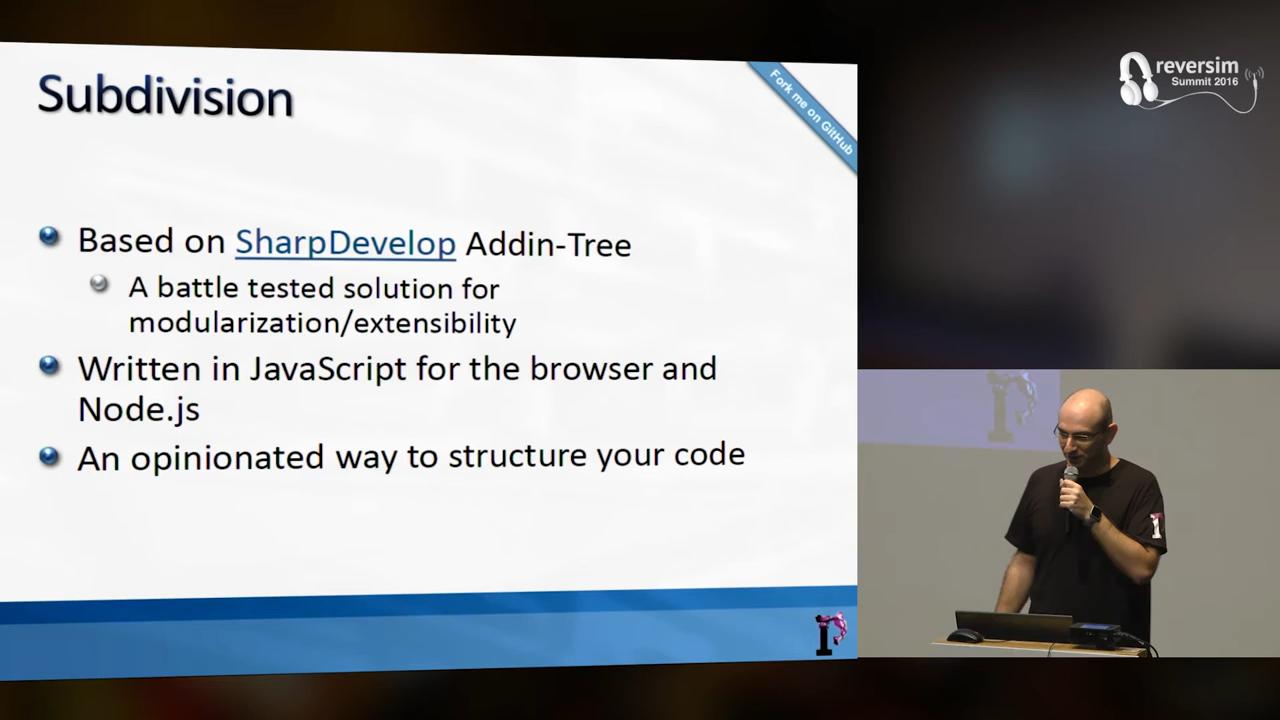 Subdivision
Fork me on GitHub
reversim
Summit 2016
Based on SharpDevelop Addin-Tree
A battle tested solution for
modularization/extensibility
Written in JavaScript for the browser and
Node.js
An opinionated way to structure your code